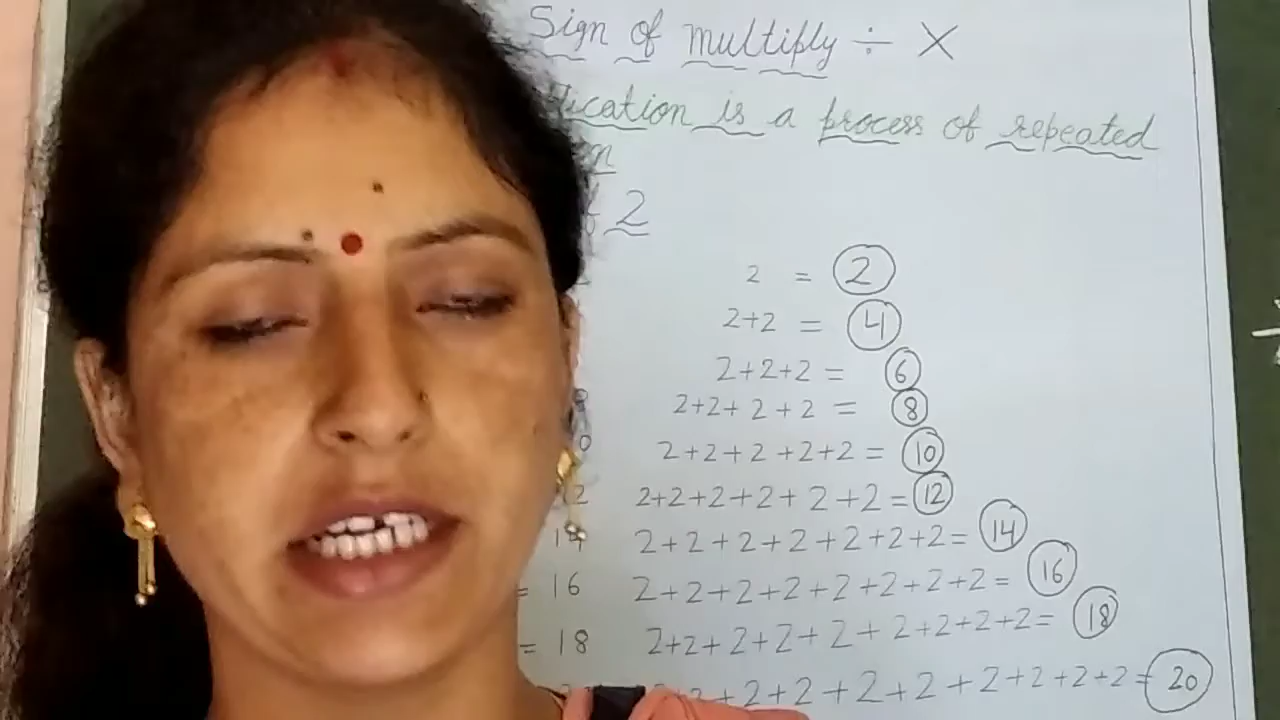 Sign of multiply ÷ ×
is a process of repeated
2
2 = 2
2+2 = 4
2+2+2 = 6
2+2+2+2 = 8
2+2+2+2+2 = 10
2+2+2+2+2+2 = 12
14 2+2+2+2+2+2+2 = 14
= 16 2+2+2+2+2+2+2+2 = 16
= 18 2+2+2+2+2+2+2+2+2 = 18
+2+2+2+2+2+2+2+2 = 20